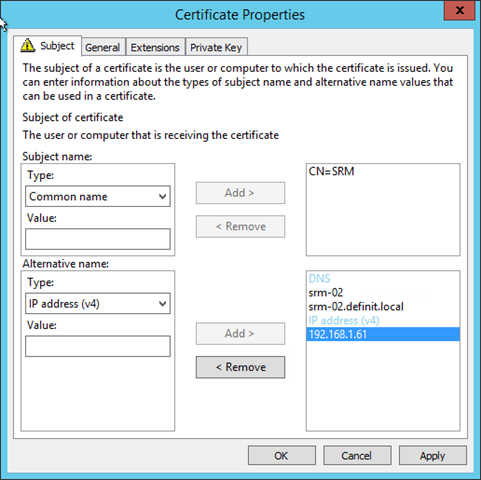 Certificate Properties
x
Subject
General
Extensions
Private Key
The subject of a certificate is the user or computer to which the certificate is issued. You
can enter information about the types of subject name and alternative name values that
can be used in a certificate.
Subject of certificate
The user or computer that is receiving the certificate
Subject name:
Type:
Common name
Value:
Add >
< Remove
CN=SRM
Alternative name:
Type:
IP address (v4)
Value:
Add >
< Remove
DNS
srm-02
srm-02.definit.local
IP address (v4)
192.168.1.61
OK
Cancel
Apply